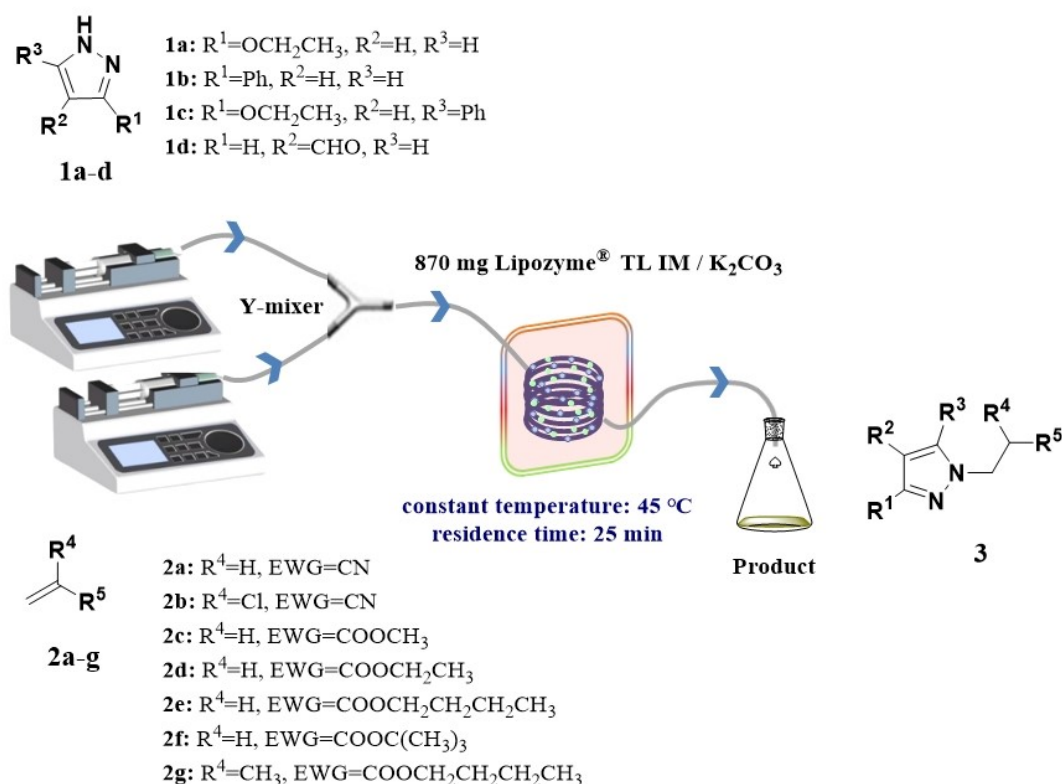 H
N
N
R³
R²
R¹
1a-d
1a: R¹=OCH₂CH₃, R²=H, R³=H
1b: R¹=Ph, R²=H, R³=H
1c: R¹=OCH₂CH₃, R²=H, R³=Ph
1d: R¹=H, R²=CHO, R³=H
Y-mixer
870 mg Lipozyme® TL IM / K₂CO₃
constant temperature: 45 °C
residence time: 25 min
Product
R²
R³
R⁴
R⁵
R¹
N
N
3
R⁴
R⁵
2a-g
2a: R⁴=H, EWG=CN
2b: R⁴=Cl, EWG=CN
2c: R⁴=H, EWG=COOCH₃
2d: R⁴=H, EWG=COOCH₂CH₃
2e: R⁴=H, EWG=COOCH₂CH₂CH₂CH₃
2f: R⁴=H, EWG=COOC(CH₃)₃
2g: R⁴=CH₃, EWG=COOCH₂CH₂CH₂CH₃